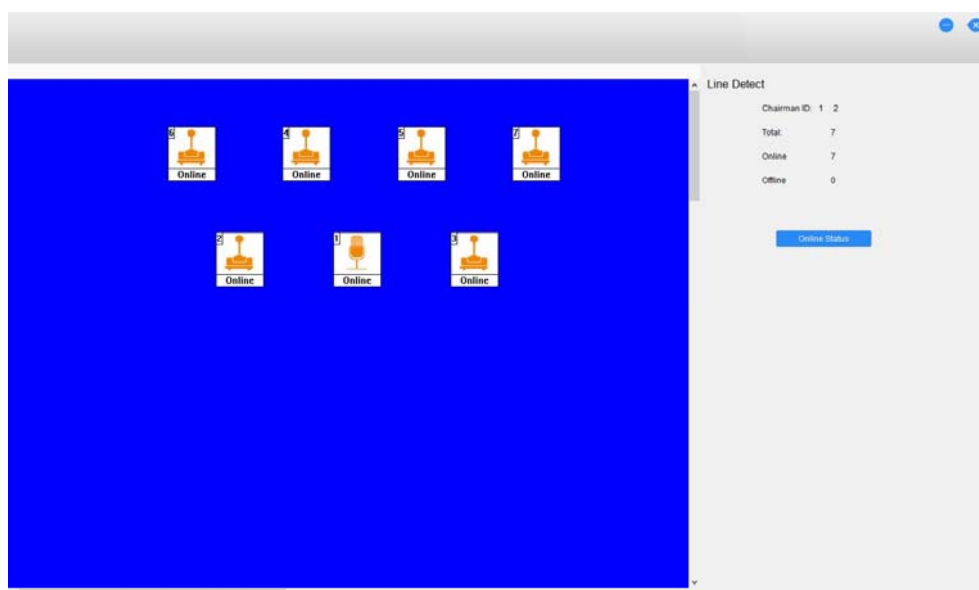 Line Detect
Chairman ID: 1 2
Total: 7
Online 7
Offline 0
Online Status
6 4 5 7
Online Online Online Online
2 1 3
Online Online Online